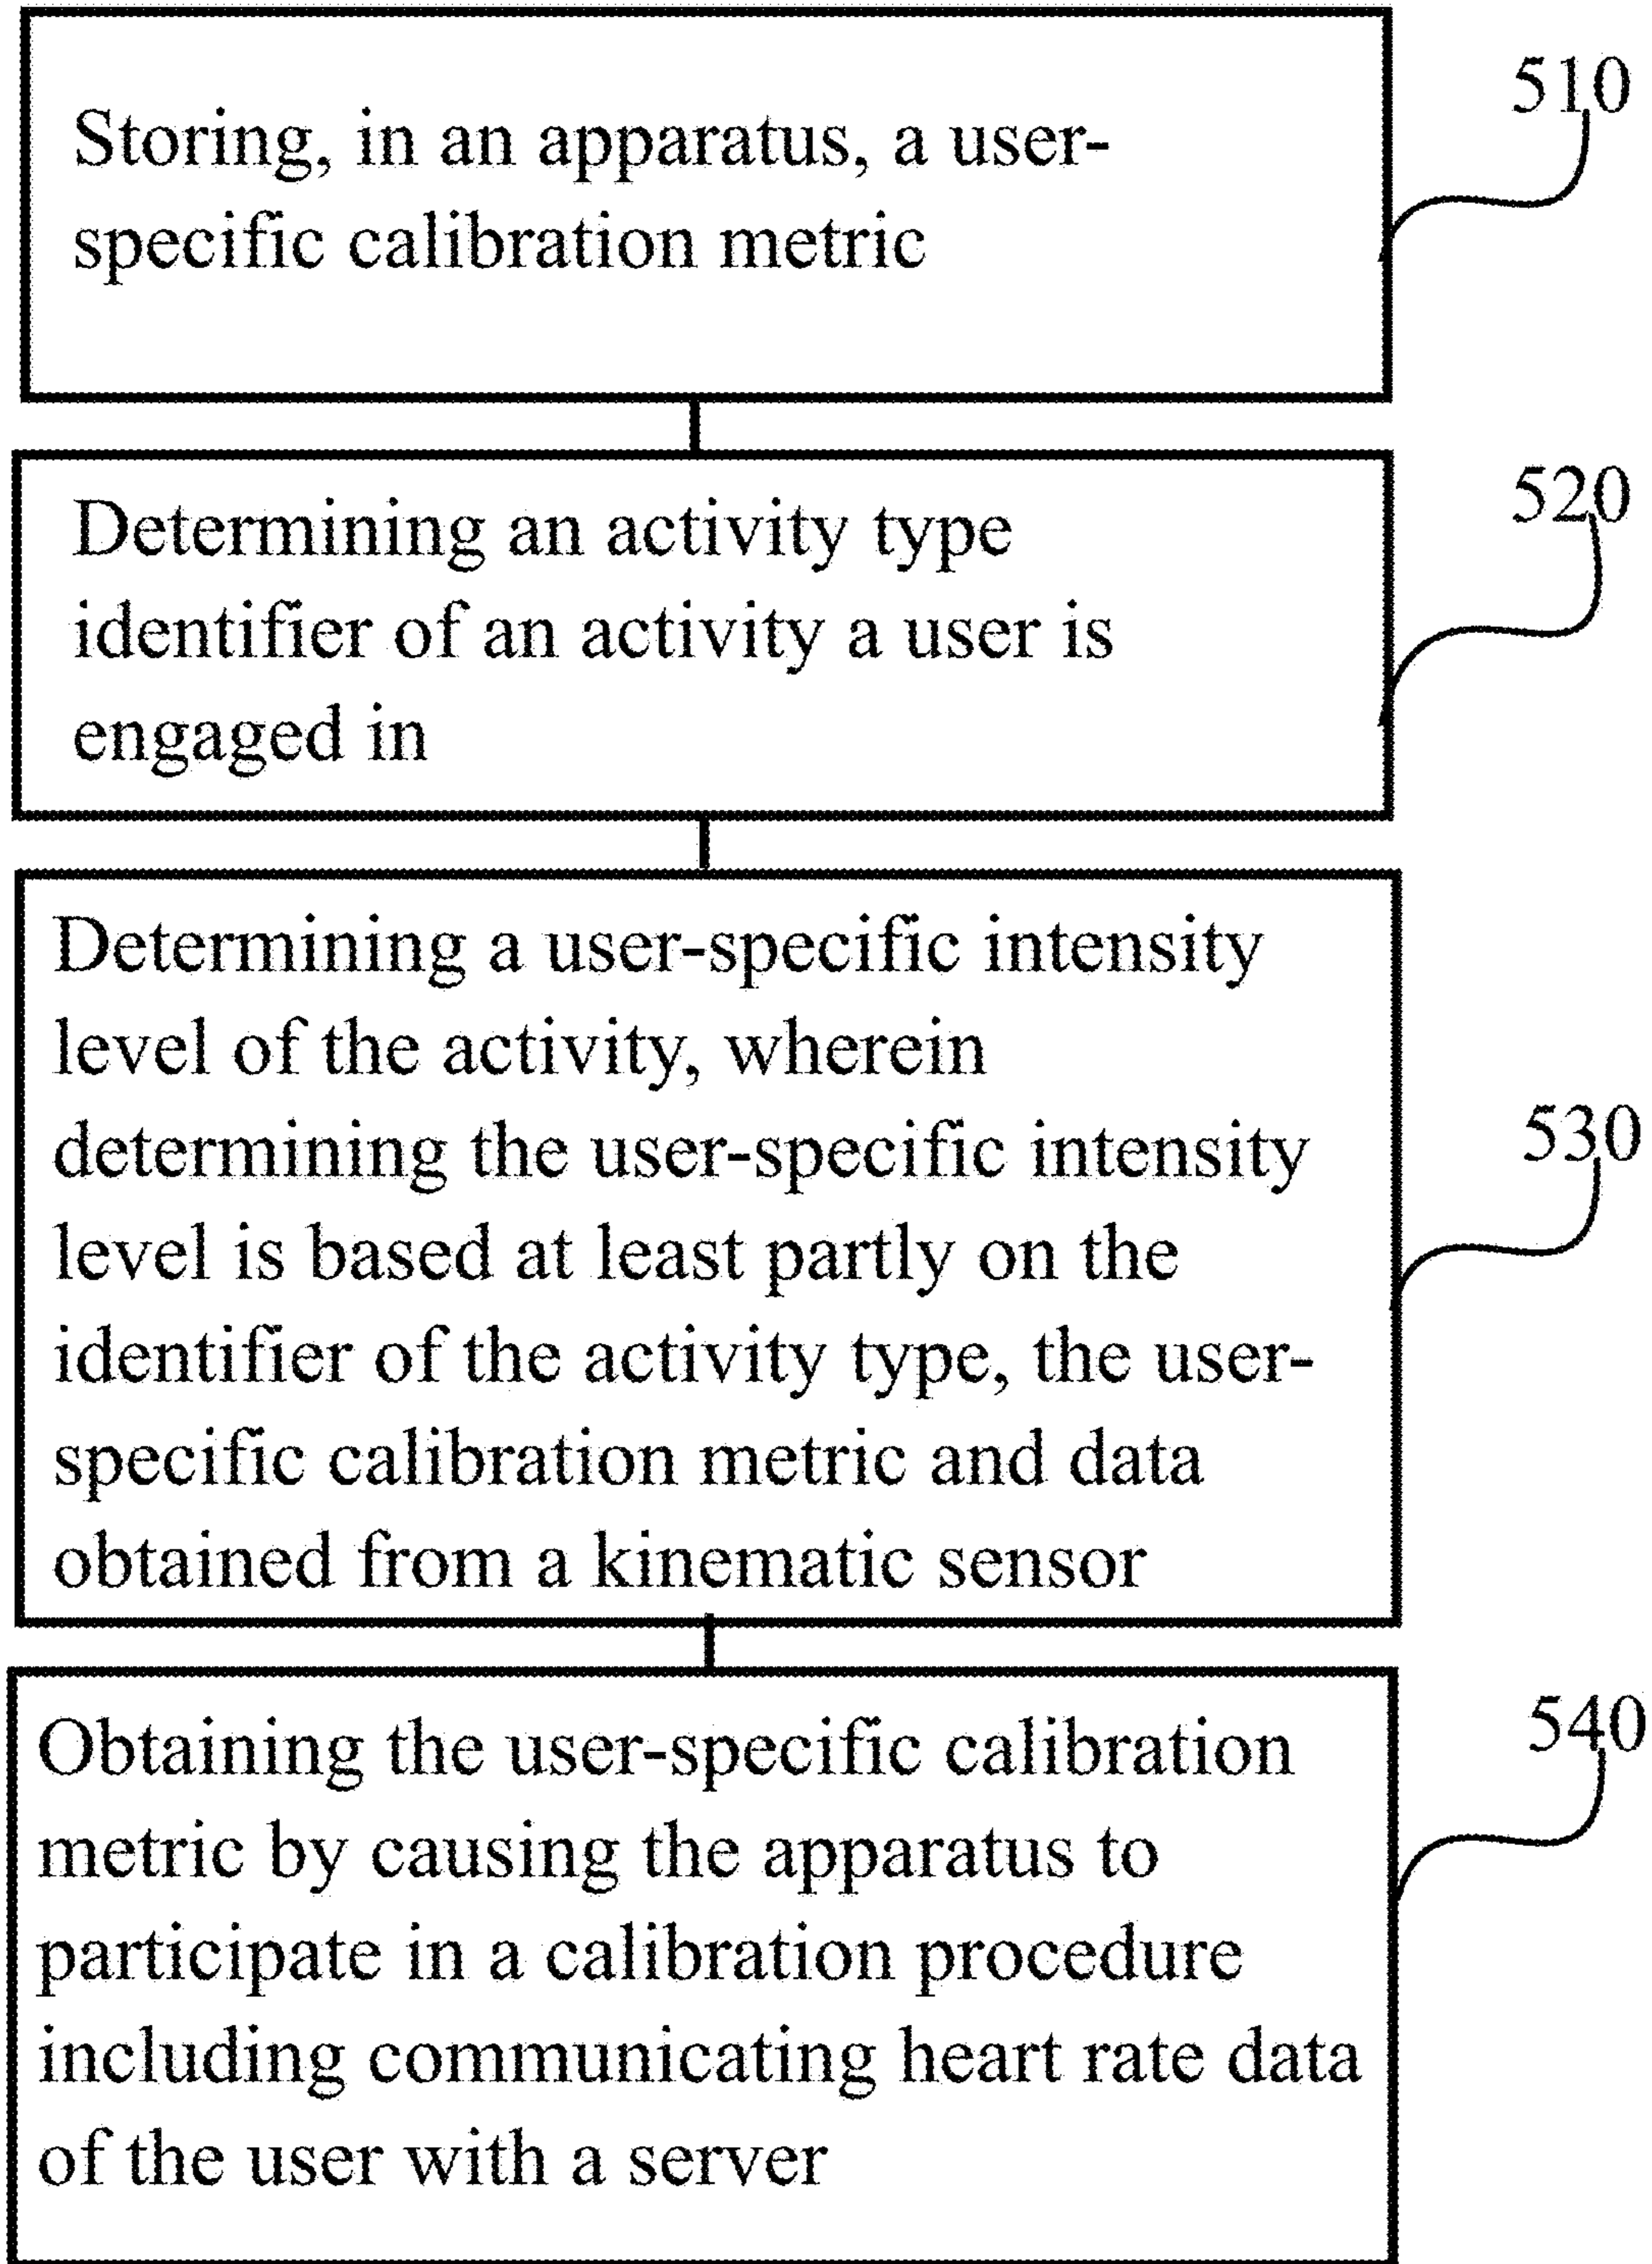 510
Storing, in an apparatus, a user-
specific calibration metric
520
Determining an activity type
identifier of an activity a user is
engaged in
Determining a user-specific intensity
level of the activity, wherein
determining the user-specific intensity
530
level is based at least partly on the
identifier of the activity type, the user-
specific calibration metric and data
obtained from a kinematic sensor
540
Obtaining the user-specific calibration
metric by causing the apparatus to
participate in a calibration procedure
including communicating heart rate data
of the user with a server